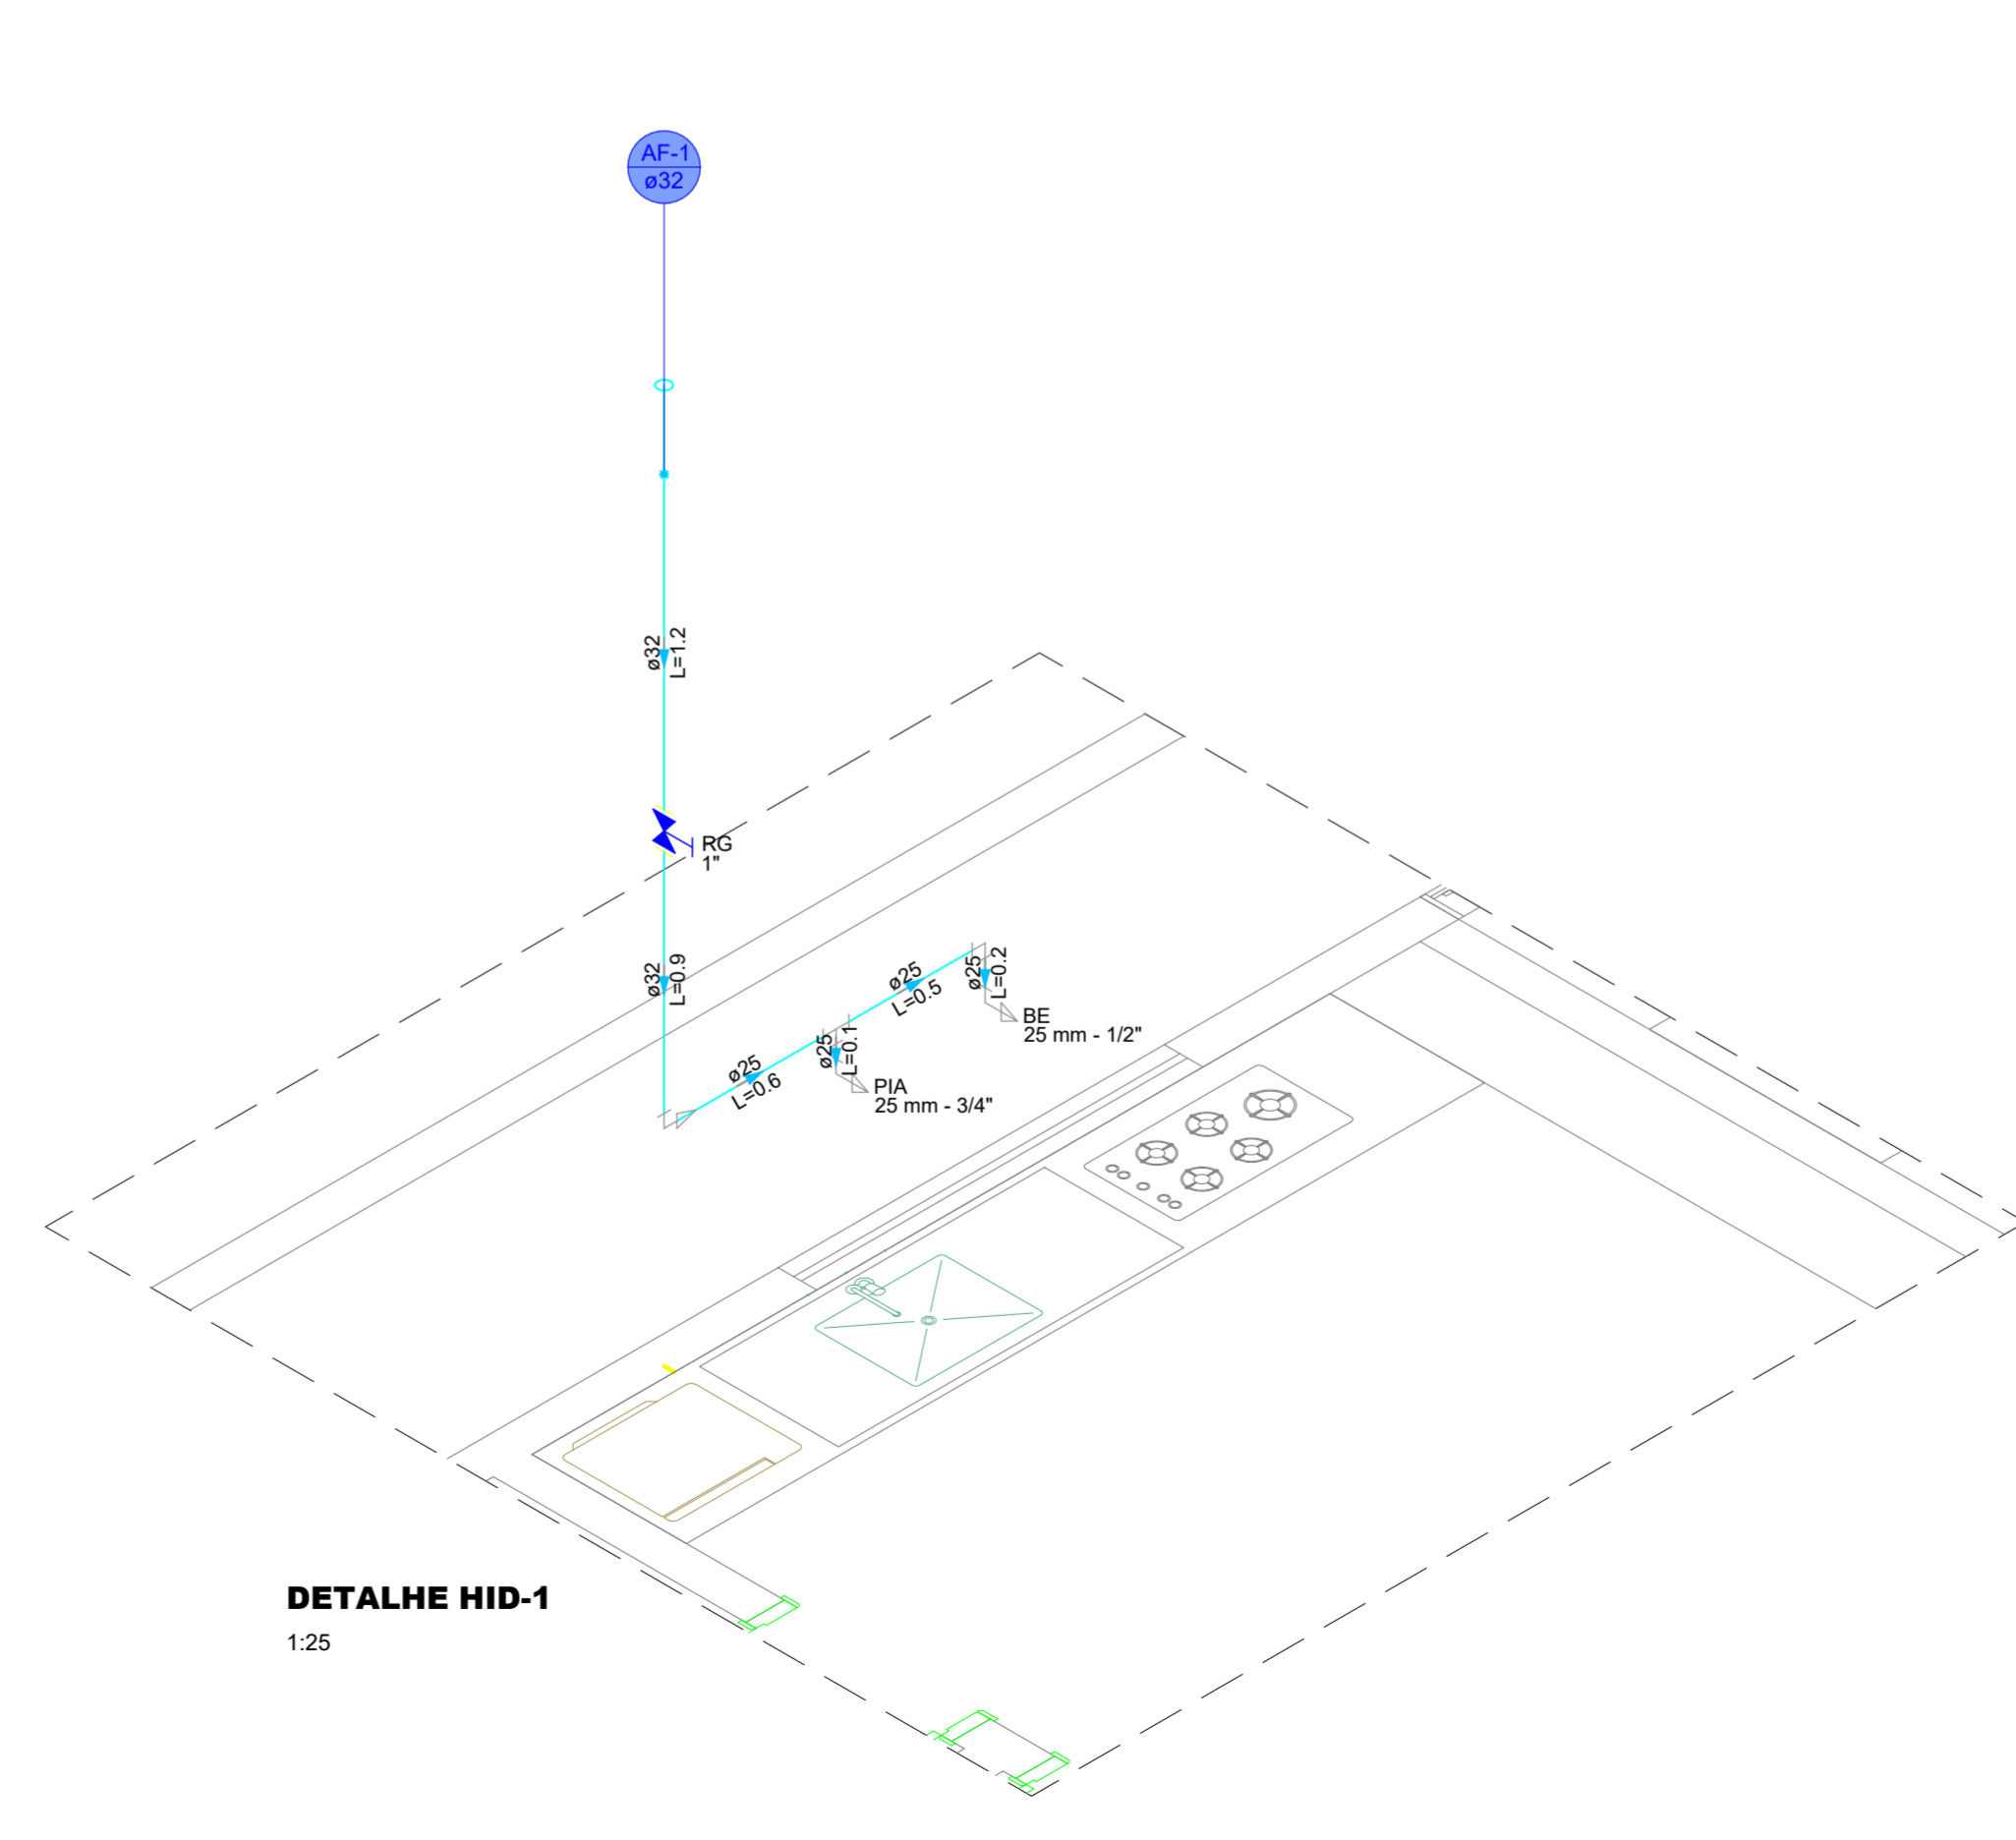 AF-1
ø32
ø32
L=1.2
RG
1"
ø32
L=0.9
ø25
L=0.6
ø25
L=0.1
PIA
25 mm - 3/4"
ø25
L=0.5
ø25
L=0.2
BE
25 mm - 1/2"
DETALHE HID-1
1:25